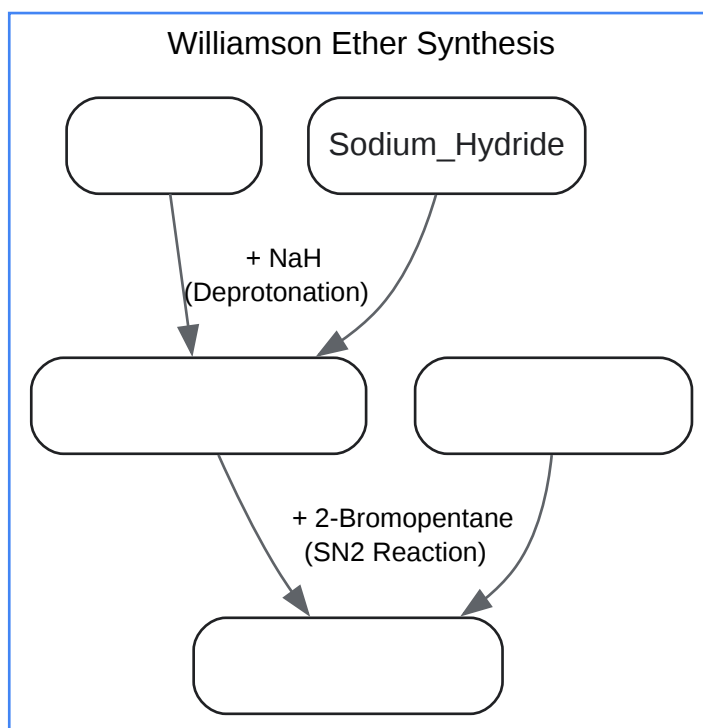 Williamson Ether Synthesis
Sodium_Hydride
+ NaH
(Deprotonation)
+ 2-Bromopentane
(SN2 Reaction)